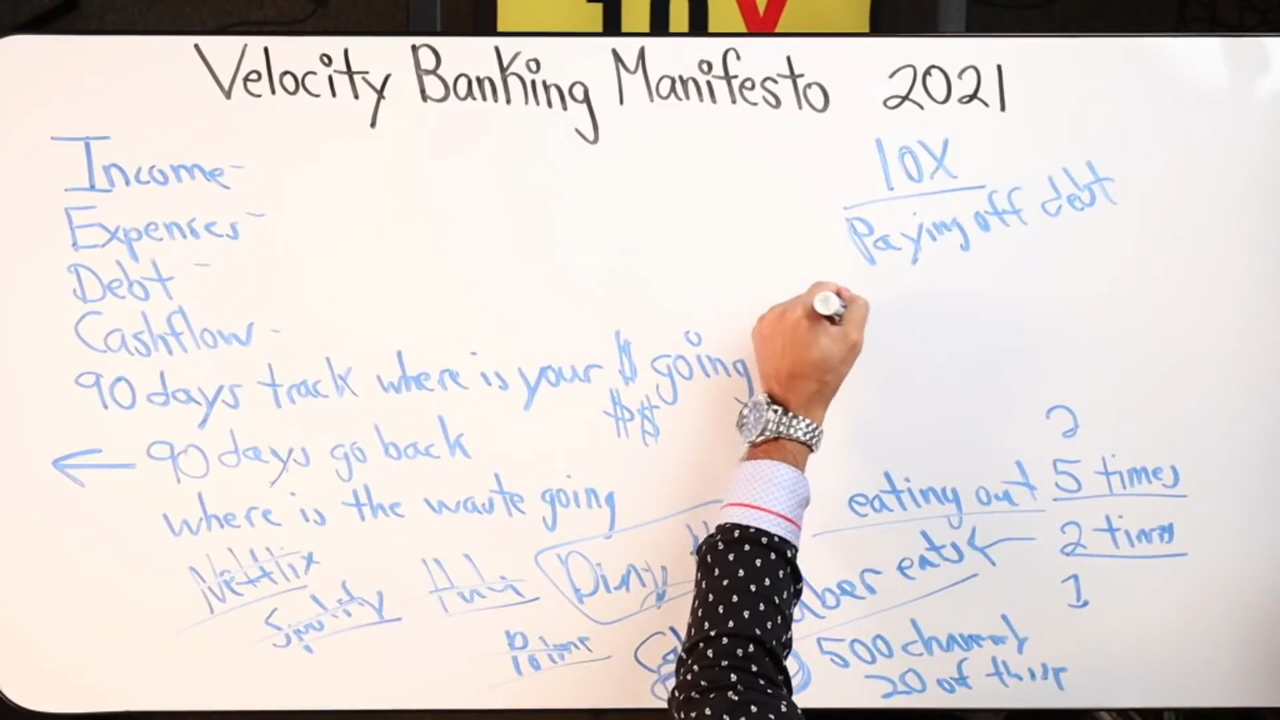 10X
Velocity Banking Manifesto 2021
Income-
Expenses-
Debt-
Cashflow-
90 days track where is your $ going
$$
← 90 days go back
where is the waste going
Netflix
Hulu
10X
Paying off debt
2
eating out 5 times
uber eats ← 2 times
1
500 channel
20 of this